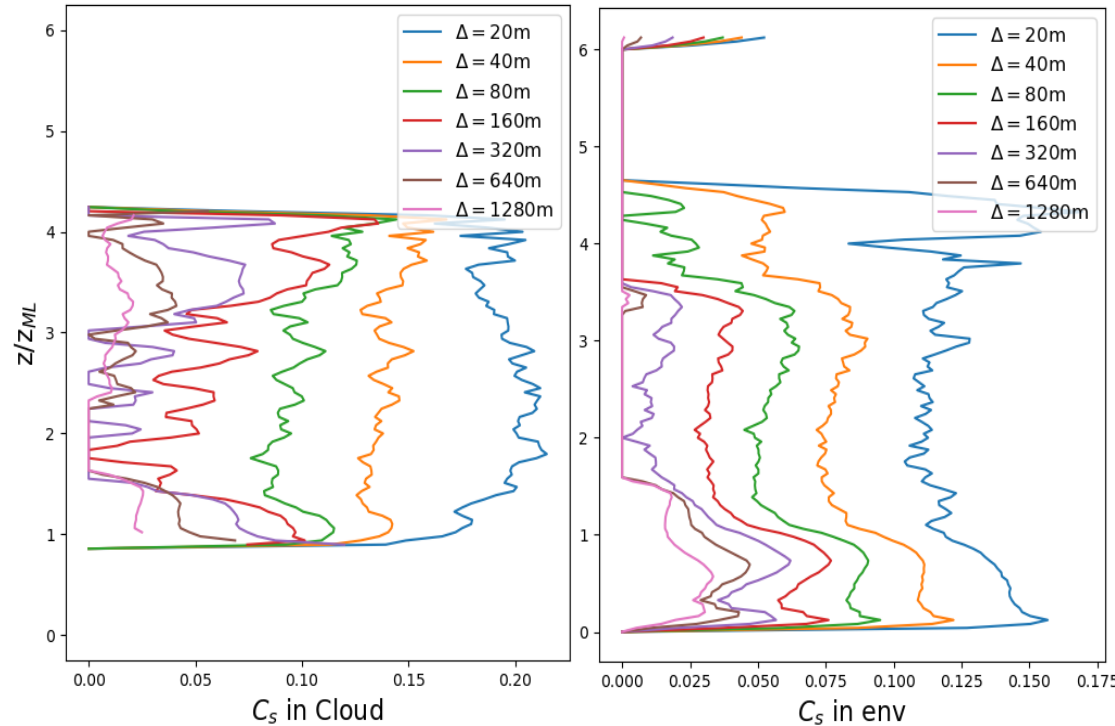 6
5
4
3
2
1
0
z/z_ML
0.00
0.05
0.10
0.15
0.20
C_s in Cloud
Δ = 20m
Δ = 40m
Δ = 80m
Δ = 160m
Δ = 320m
Δ = 640m
Δ = 1280m
6
5
4
3
2
1
0
0.000
0.025
0.050
0.075
0.100
0.125
0.150
0.175
C_s in env
Δ = 20m
Δ = 40m
Δ = 80m
Δ = 160m
Δ = 320m
Δ = 640m
Δ = 1280m